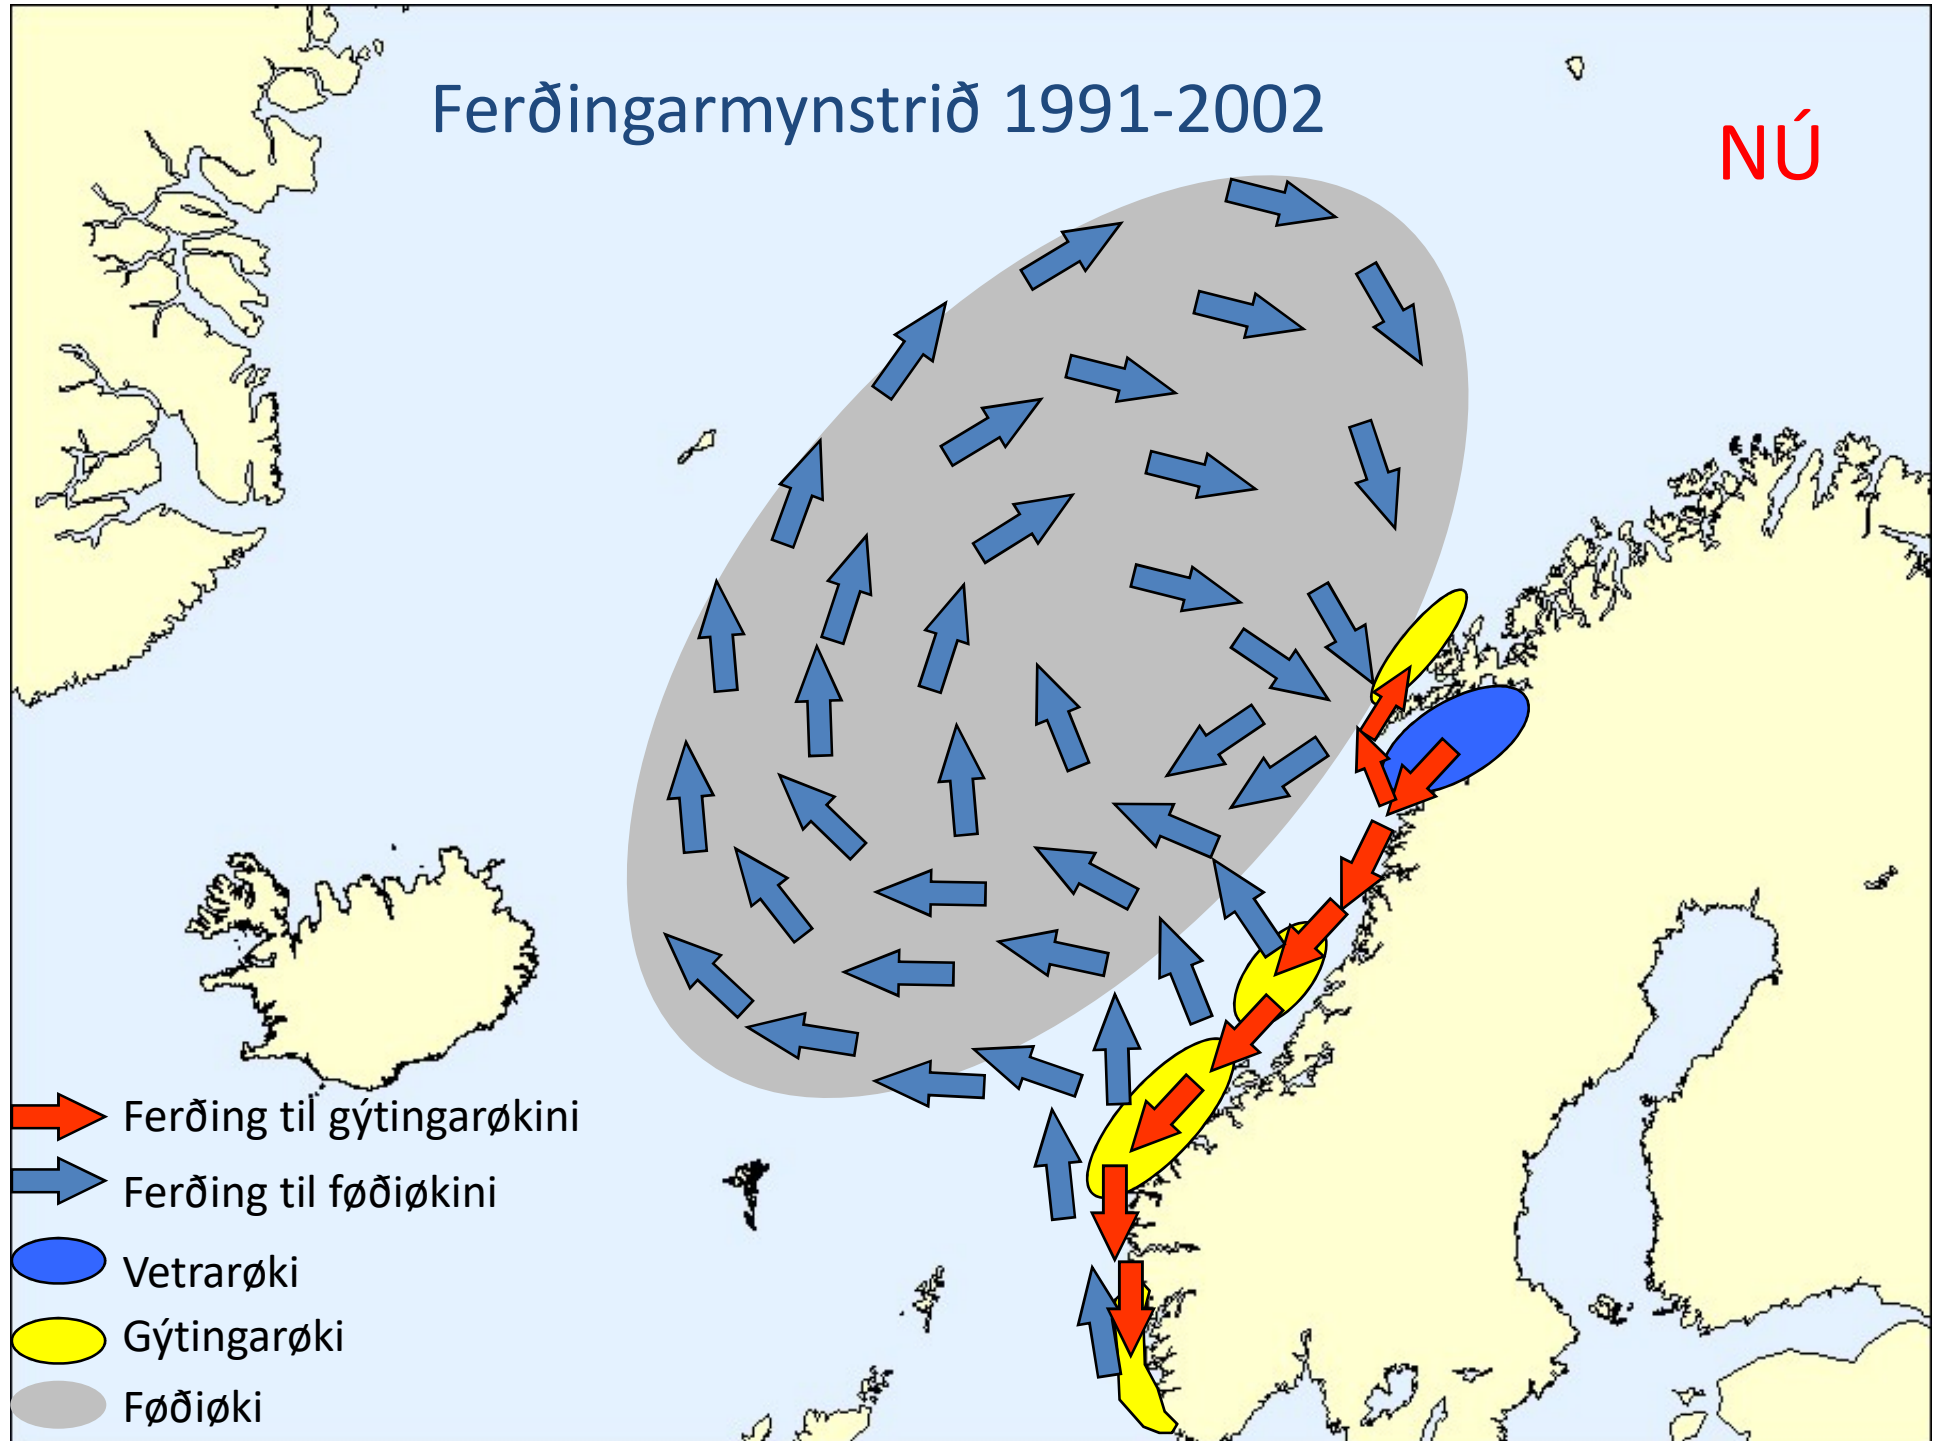 Ferðingarmynstrið 1991-2002
NÚ
Ferðing til gýtingarøkini
Ferðing til føðiøkini
Vetrarøki
Gýtingarøki
Føðiøki